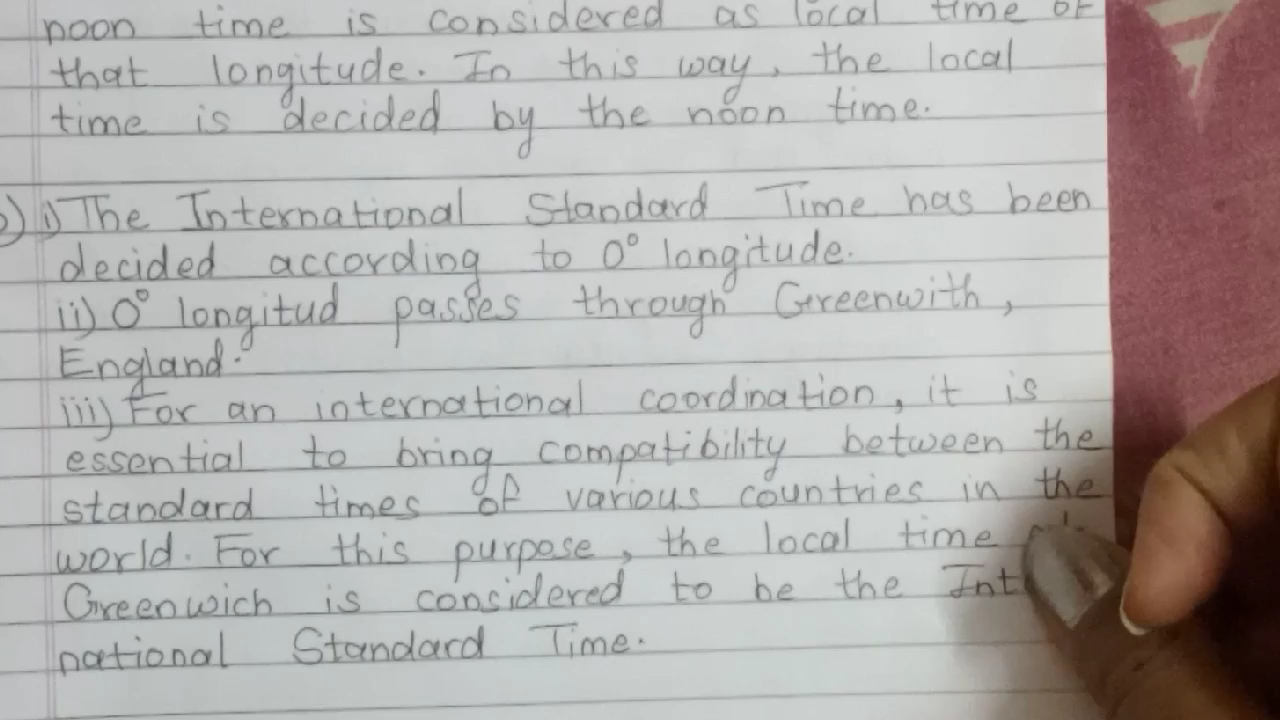 noon time is considered as local time of
that longitude. In this way, the local
time is decided by the noon time.
i) The International Standard Time has been
decided according to 0° longitude.
ii) 0° longitud passes through Greenwith,
England.
iii) For an international coordination, it is
essential to bring compatibility between the
standard times of various countries in the
world. For this purpose, the local time
Greenwich is considered to be the Int
national Standard Time.